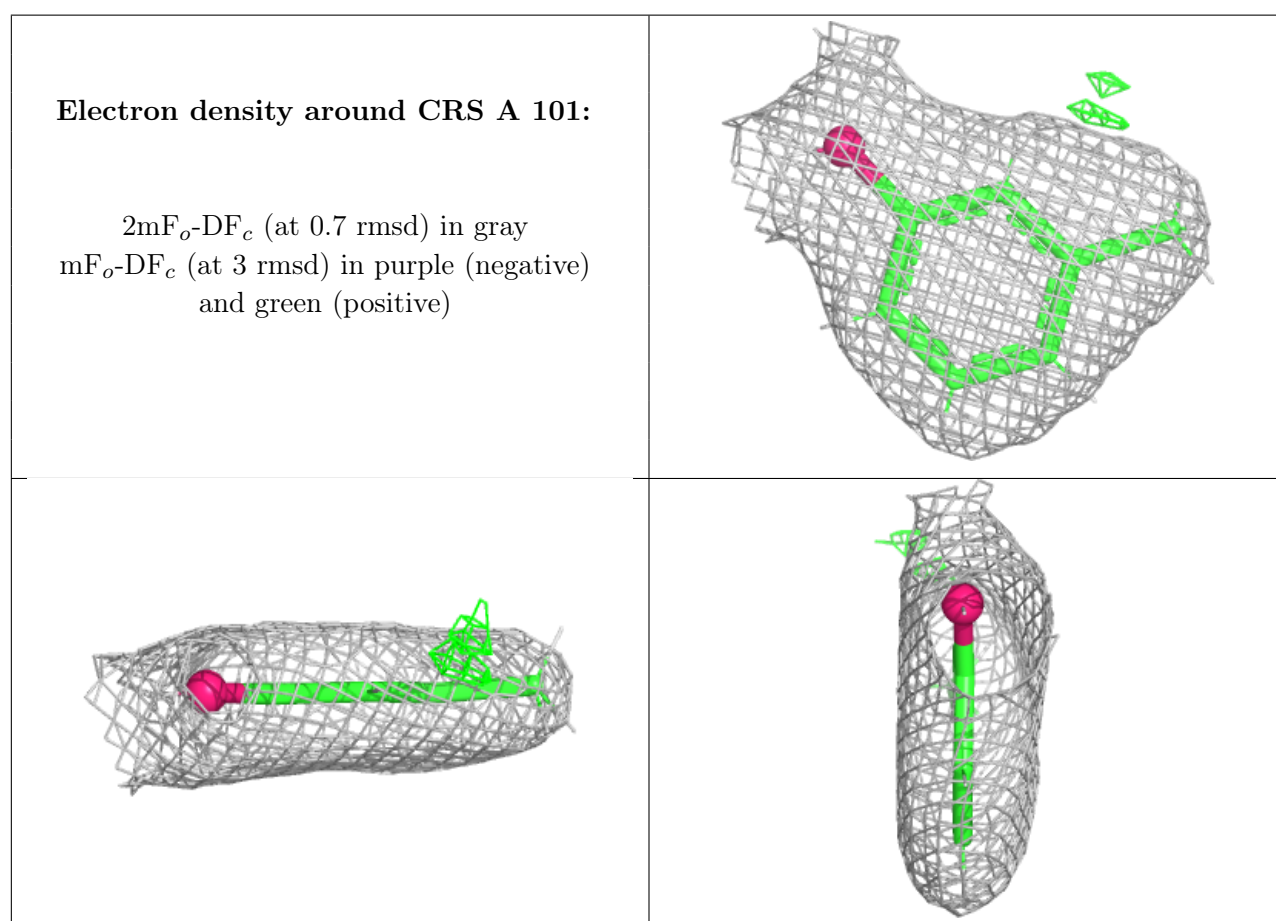 Electron density around CRS A 101:
2mFo-DFc (at 0.7 rmsd) in gray
mFo-DFc (at 3 rmsd) in purple (negative)
and green (positive)